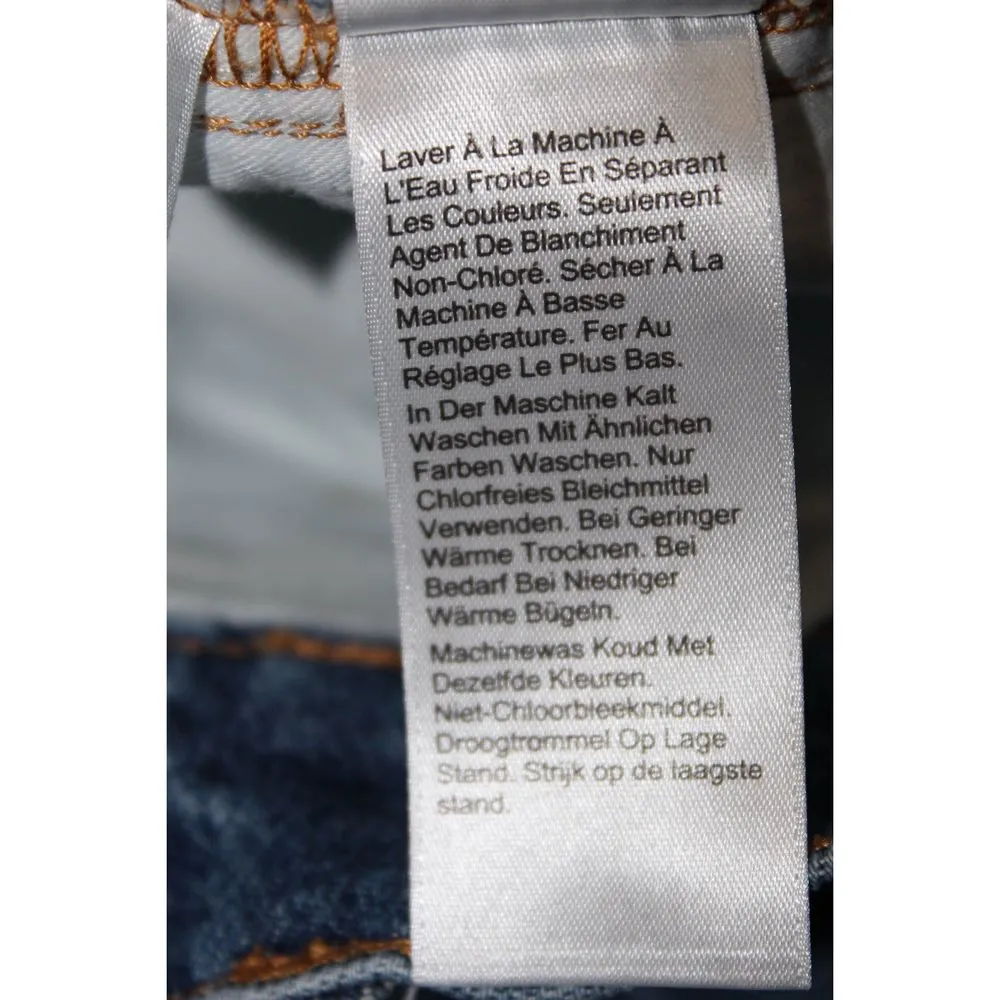 Laver À La Machine À
L'Eau Froide En Séparant
Les Couleurs. Seulement
Agent De Blanchiment
Non-Chloré. Sécher À La
Machine À Basse
Température. Fer Au
Réglage Le Plus Bas.
In Der Maschine Kalt
Waschen Mit Ähnlichen
Farben Waschen. Nur
Chlorfreies Bleichmittel
Verwenden. Bei Geringer
Wärme Trocknen. Bei
Bedarf Bei Niedriger
Wärme Bügeln.
Machinewas Koud Met
Dezelfde Kleuren.
Niet-Chloorbleekmiddel.
Droogtrommel Op Lage
Stand. Strijk op de laagste
stand.